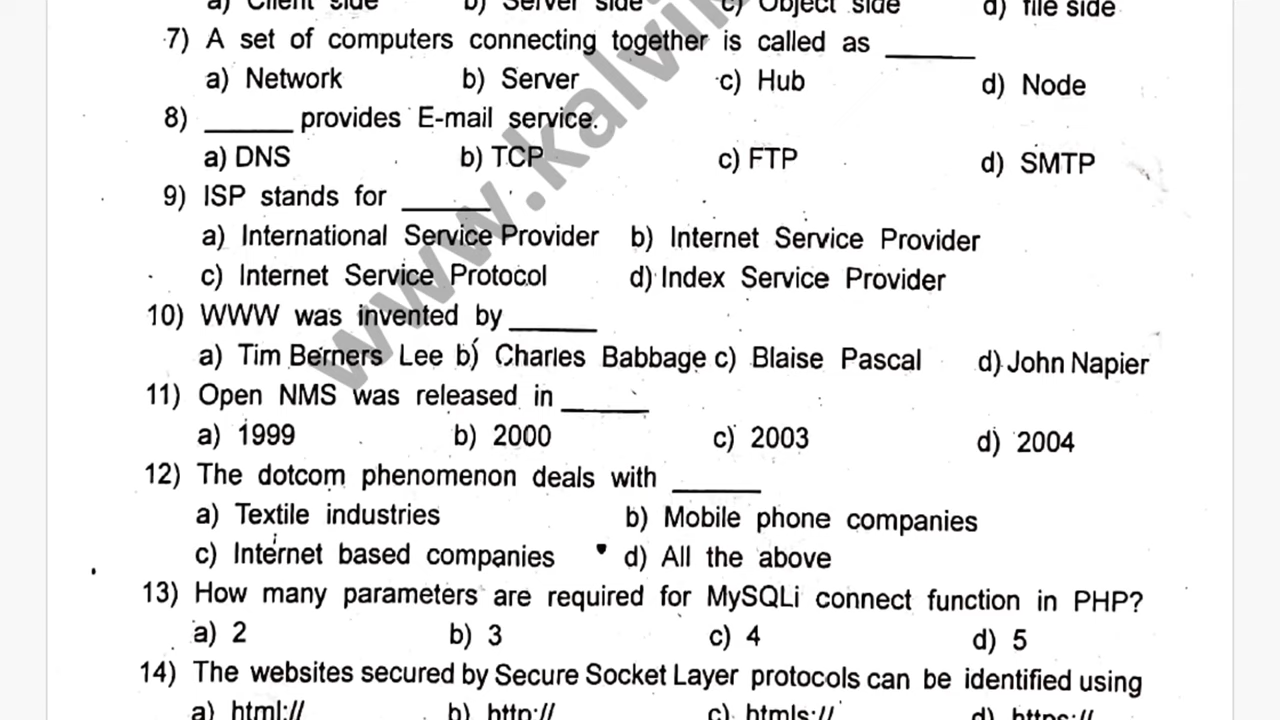 a) Client side b) Server side c) Object side d) file side
7) A set of computers connecting together is called as ______
a) Network b) Server c) Hub d) Node
8) ______ provides E-mail service.
a) DNS b) TCP c) FTP d) SMTP
9) ISP stands for ______
a) International Service Provider b) Internet Service Provider
c) Internet Service Protocol d) Index Service Provider
10) WWW was invented by ______
a) Tim Berners Lee b) Charles Babbage c) Blaise Pascal d) John Napier
11) Open NMS was released in ______
a) 1999 b) 2000 c) 2003 d) 2004
12) The dotcom phenomenon deals with ______
a) Textile industries b) Mobile phone companies
c) Internet based companies d) All the above
13) How many parameters are required for MySQLi connect function in PHP?
a) 2 b) 3 c) 4 d) 5
14) The websites secured by Secure Socket Layer protocols can be identified using
a) html:// b) http:// c) htmls:// d) https://
www.kalvi